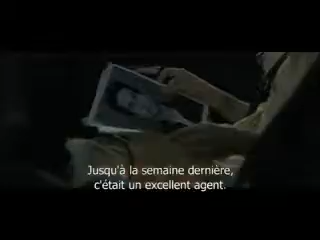 Jusqu'à la semaine dernière,
c'était un excellent agent.